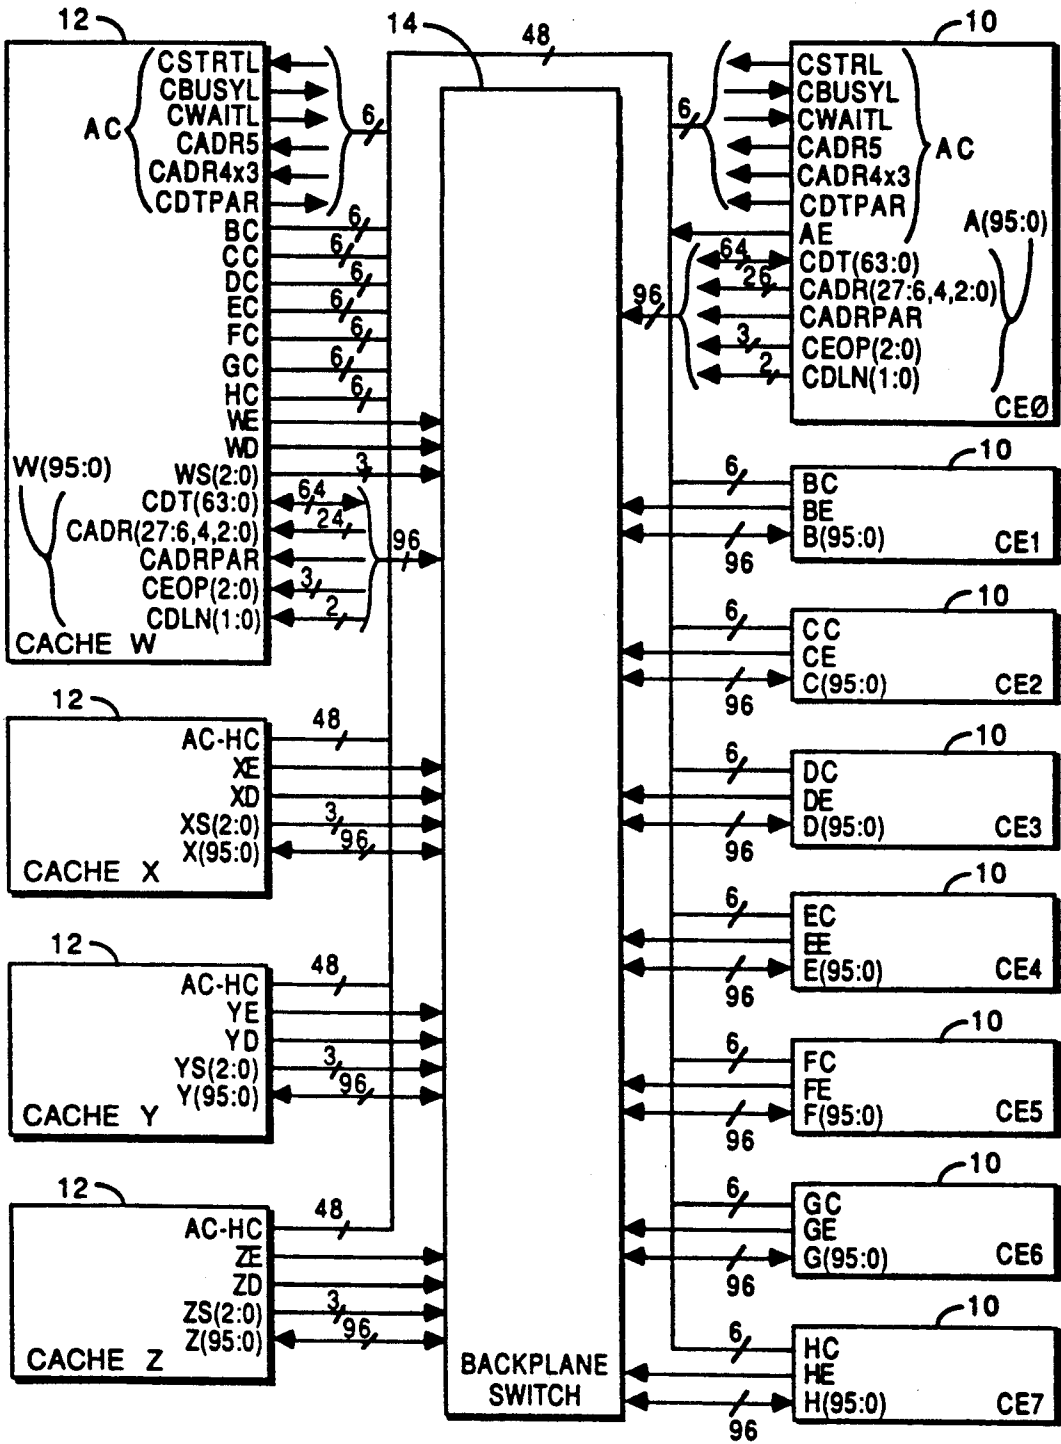 12
CSTRTL
CBUSYL
CWAITL
CADR5
CADR4x3
CDTPAR
AC
6
BC
6
CC
6
DC
6
EC
6
FC
6
GC
6
HC
6
WE
WD
WS(2:0)
3
W(95:0)
CDT(63:0)
64
CADR(27:6,4,2:0)
24
CADRPAR
CEOP(2:0)
3
CDLN(1:0)
2
96
CACHE W
12
AC-HC
48
XE
XD
XS(2:0)
3
X(95:0)
96
CACHE X
12
AC-HC
48
YE
YD
YS(2:0)
3
Y(95:0)
96
CACHE Y
12
AC-HC
48
ZE
ZD
ZS(2:0)
3
Z(95:0)
96
CACHE Z
14
48
BACKPLANE
SWITCH
10
CSTRL
CBUSYL
CWAITL
CADR5
CADR4x3
CDTPAR
AC
6
AE
A(95:0)
64
CDT(63:0)
26
CADR(27:6,4,2:0)
96
CADRPAR
3
CEOP(2:0)
2
CDLN(1:0)
CEØ
10
6
BC
BE
B(95:0)
96
CE1
10
6
CC
CE
C(95:0)
96
CE2
10
6
DC
DE
D(95:0)
96
CE3
10
6
EC
EE
E(95:0)
96
CE4
10
6
FC
FE
F(95:0)
96
CE5
10
6
GC
GE
G(95:0)
96
CE6
10
6
HC
HE
H(95:0)
96
CE7